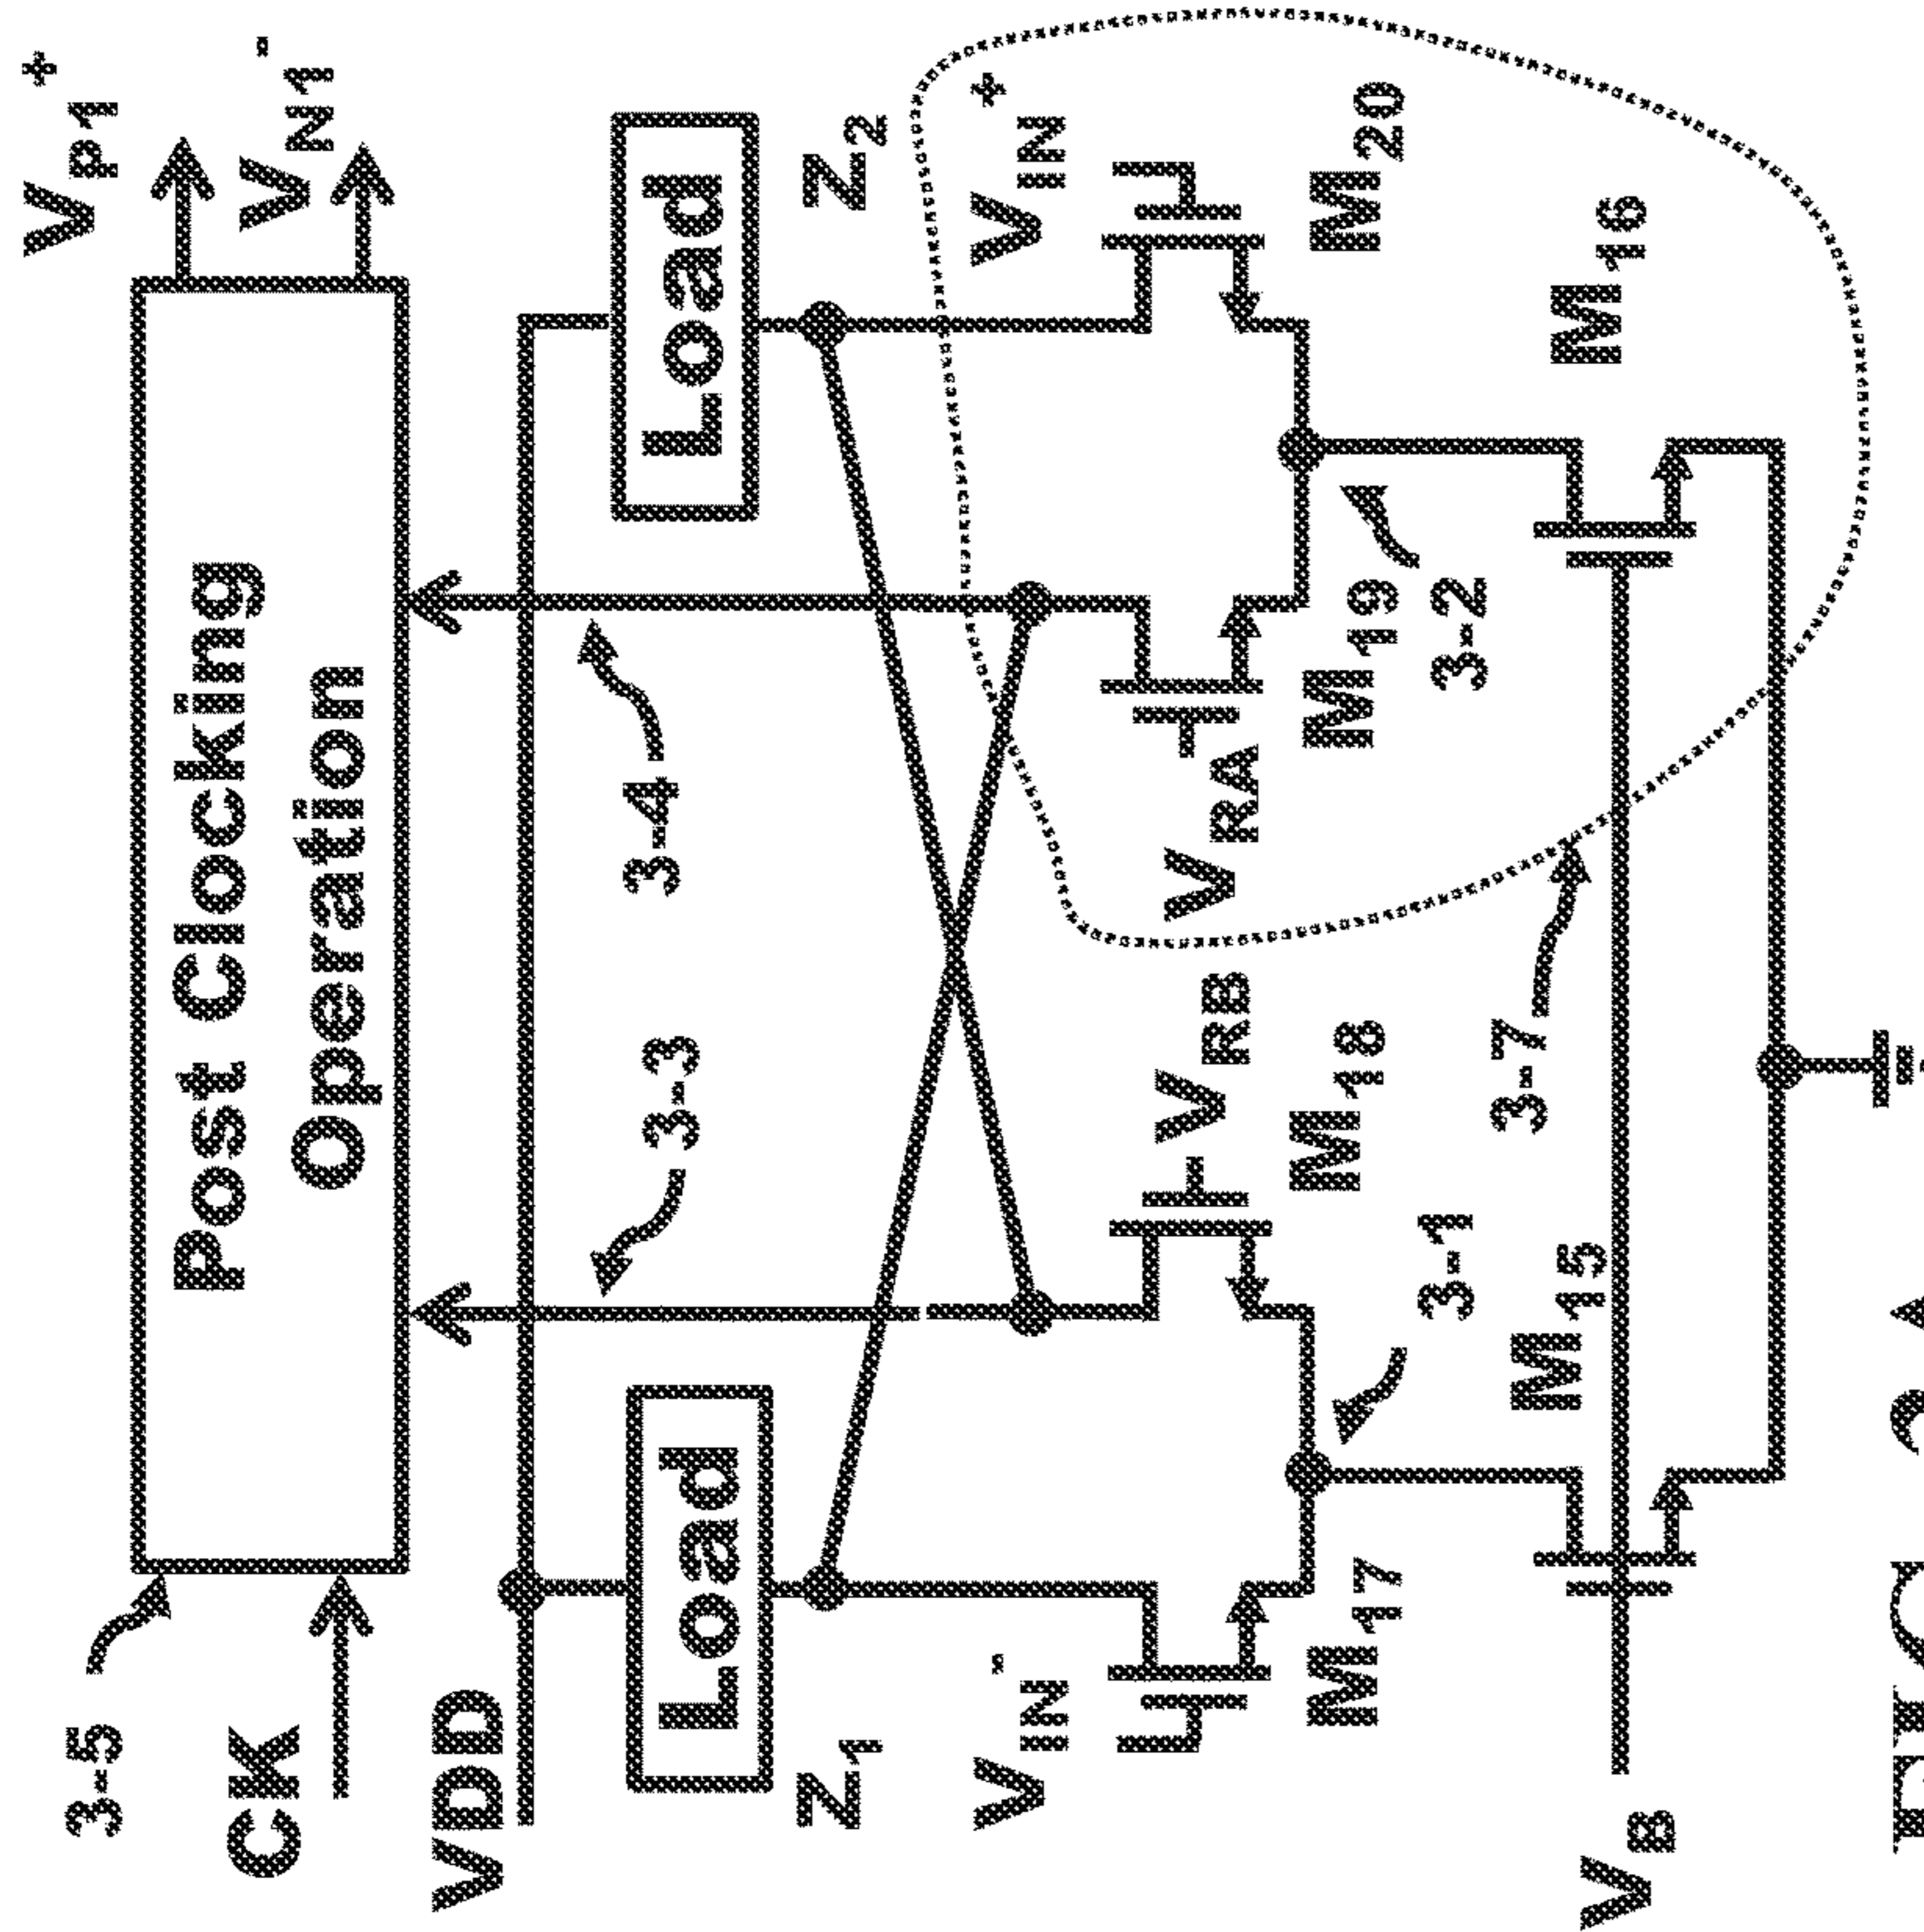 V_P1^+
V_N1^-
3-5
CK
Post Clocking
Operation
VDD
3-3
3-4
Load
Load
Z_1
Z_2
V_IN^-
V_RB
V_RA
V_IN^+
M_17
M_18
M_19
M_20
3-1
3-2
M_15
3-7
M_16
V_B